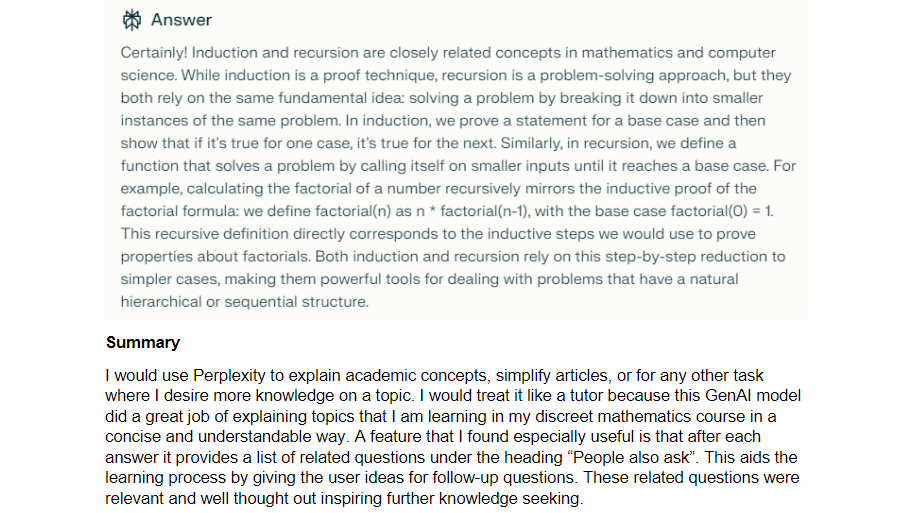 Answer
Certainly! Induction and recursion are closely related concepts in mathematics and computer
science. While induction is a proof technique, recursion is a problem-solving approach, but they
both rely on the same fundamental idea: solving a problem by breaking it down into smaller
instances of the same problem. In induction, we prove a statement for a base case and then
show that if it's true for one case, it's true for the next. Similarly, in recursion, we define a
function that solves a problem by calling itself on smaller inputs until it reaches a base case. For
example, calculating the factorial of a number recursively mirrors the inductive proof of the
factorial formula: we define factorial(n) as n * factorial(n-1), with the base case factorial(0) = 1.
This recursive definition directly corresponds to the inductive steps we would use to prove
properties about factorials. Both induction and recursion rely on this step-by-step reduction to
simpler cases, making them powerful tools for dealing with problems that have a natural
hierarchical or sequential structure.
Summary
I would use Perplexity to explain academic concepts, simplify articles, or for any other task
where I desire more knowledge on a topic. I would treat it like a tutor because this GenAI model
did a great job of explaining topics that I am learning in my discreet mathematics course in a
concise and understandable way. A feature that I found especially useful is that after each
answer it provides a list of related questions under the heading “People also ask”. This aids the
learning process by giving the user ideas for follow-up questions. These related questions were
relevant and well thought out inspiring further knowledge seeking.